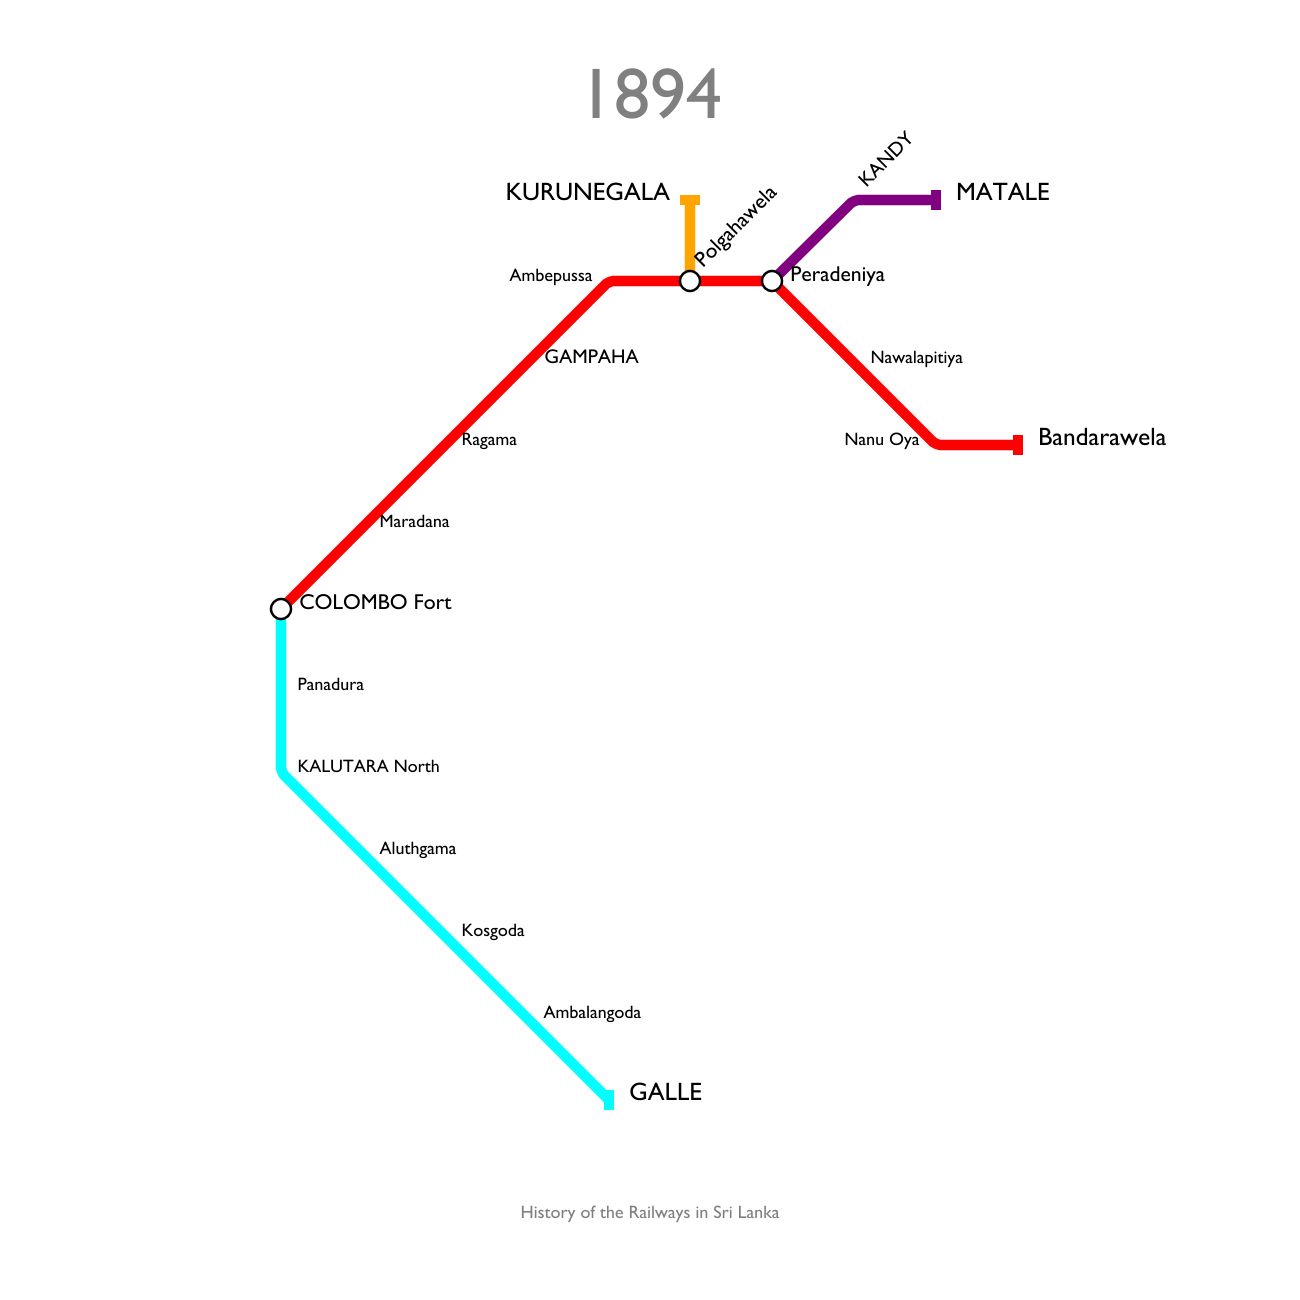 1894
KANDY
KURUNEGALA
MATALE
Polgahawela
Ambepussa
Peradeniya
GAMPAHA
Nawalapitiya
Ragama
Nanu Oya
Bandarawela
Maradana
COLOMBO Fort
Panadura
KALUTARA North
Aluthgama
Kosgoda
Ambalangoda
GALLE
History of the Railways in Sri Lanka